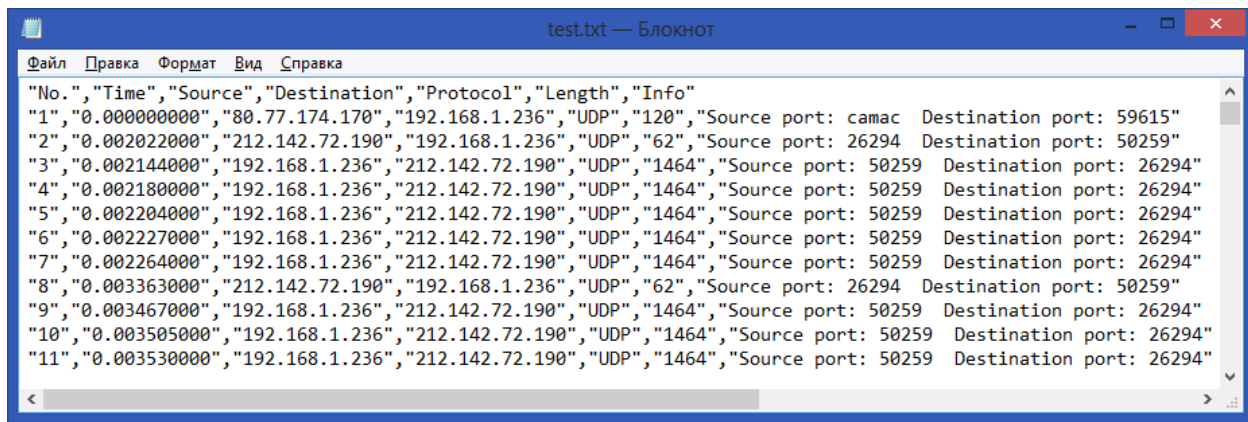 test.txt — Блокнот
Файл Правка Формат Вид Справка
"No.","Time","Source","Destination","Protocol","Length","Info"
"1","0.000000000","80.77.174.170","192.168.1.236","UDP","120","Source port: camac  Destination port: 59615"
"2","0.002022000","212.142.72.190","192.168.1.236","UDP","62","Source port: 26294  Destination port: 50259"
"3","0.002144000","192.168.1.236","212.142.72.190","UDP","1464","Source port: 50259  Destination port: 26294"
"4","0.002180000","192.168.1.236","212.142.72.190","UDP","1464","Source port: 50259  Destination port: 26294"
"5","0.002204000","192.168.1.236","212.142.72.190","UDP","1464","Source port: 50259  Destination port: 26294"
"6","0.002227000","192.168.1.236","212.142.72.190","UDP","1464","Source port: 50259  Destination port: 26294"
"7","0.002264000","192.168.1.236","212.142.72.190","UDP","1464","Source port: 50259  Destination port: 26294"
"8","0.003363000","212.142.72.190","192.168.1.236","UDP","62","Source port: 26294  Destination port: 50259"
"9","0.003467000","192.168.1.236","212.142.72.190","UDP","1464","Source port: 50259  Destination port: 26294"
"10","0.003505000","192.168.1.236","212.142.72.190","UDP","1464","Source port: 50259  Destination port: 26294"
"11","0.003530000","192.168.1.236","212.142.72.190","UDP","1464","Source port: 50259  Destination port: 26294"